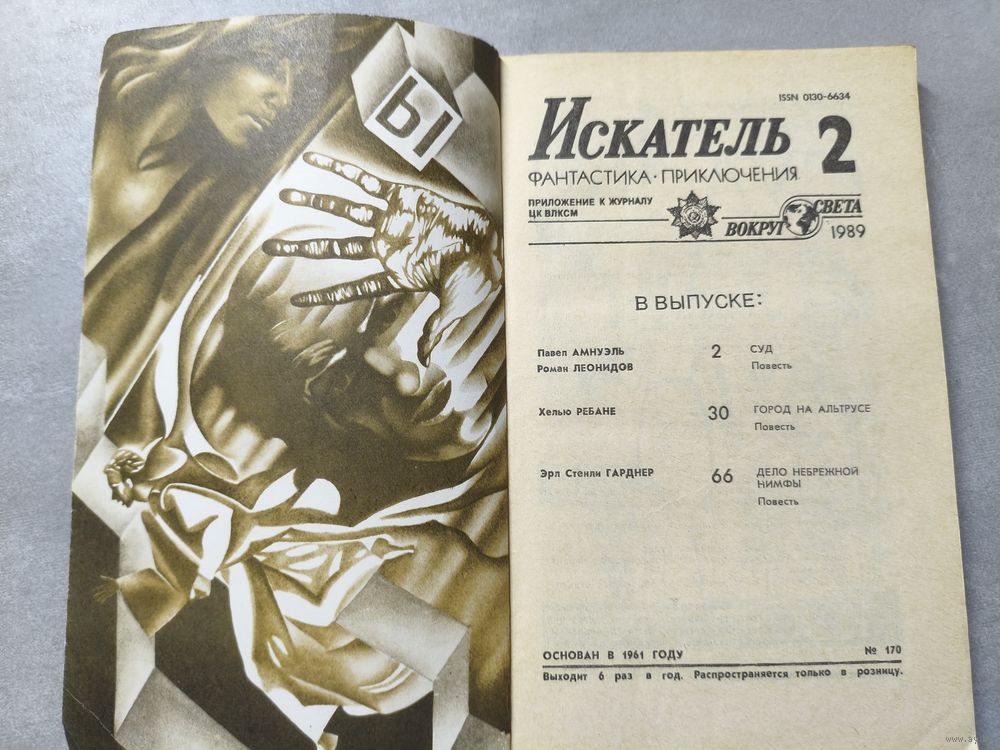 Ы
ISSN 0130-6634
ИСКАТЕЛЬ 2
ФАНТАСТИКА · ПРИКЛЮЧЕНИЯ
ПРИЛОЖЕНИЕ К ЖУРНАЛУ
ЦК ВЛКСМ
ВОКРУГ СВЕТА
1989
В ВЫПУСКЕ:
Павел АМНУЭЛЬ 2 СУД
Роман ЛЕОНИДОВ Повесть
Хелью РЕБАНЕ 30 ГОРОД НА АЛЬТРУСЕ
Повесть
Эрл Стенли ГАРДНЕР 66 ДЕЛО НЕБРЕЖНОЙ
НИМФЫ
Повесть
ОСНОВАН В 1961 ГОДУ № 170
Выходит 6 раз в год. Распространяется только в розницу.